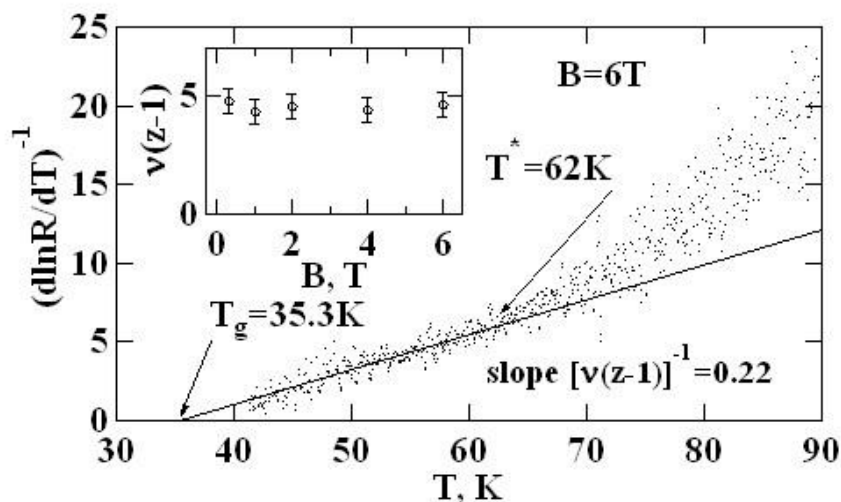 25
20
15
10
5
0
(dlnR/dT)⁻¹
30 40 50 60 70 80 90
T, K
5
0
ν(z-1)
0 2 4 6
B, T
B=6T
T*=62K
T_g=35.3K
slope [ν(z-1)]⁻¹=0.22